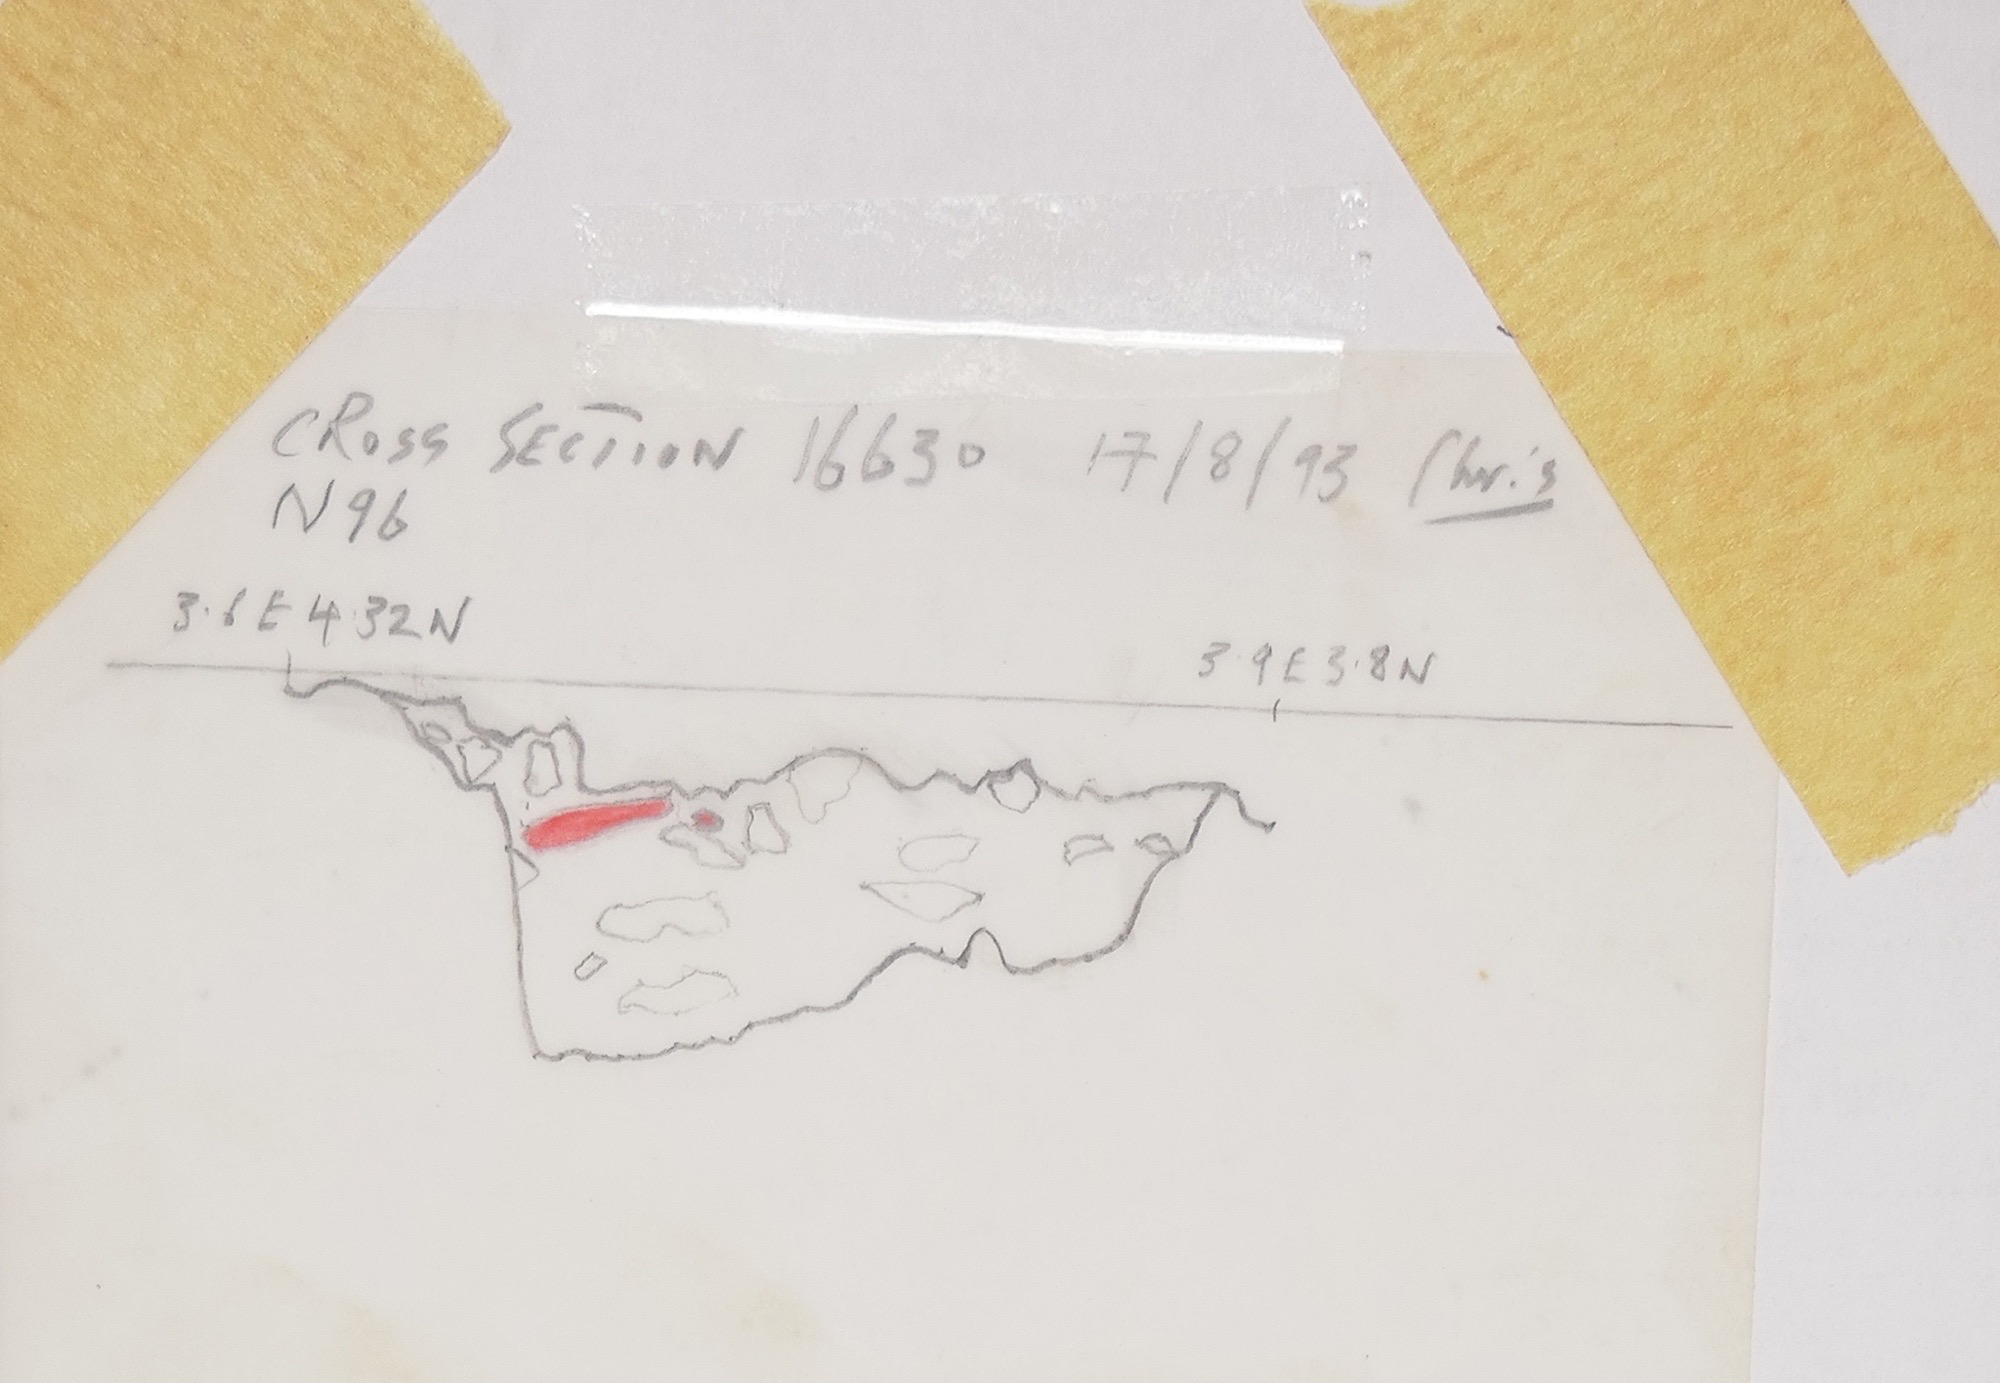 CROSS SECTION 16630 17/8/93 Chris
N96
3.6E 4.32N
3.9E 3.8N